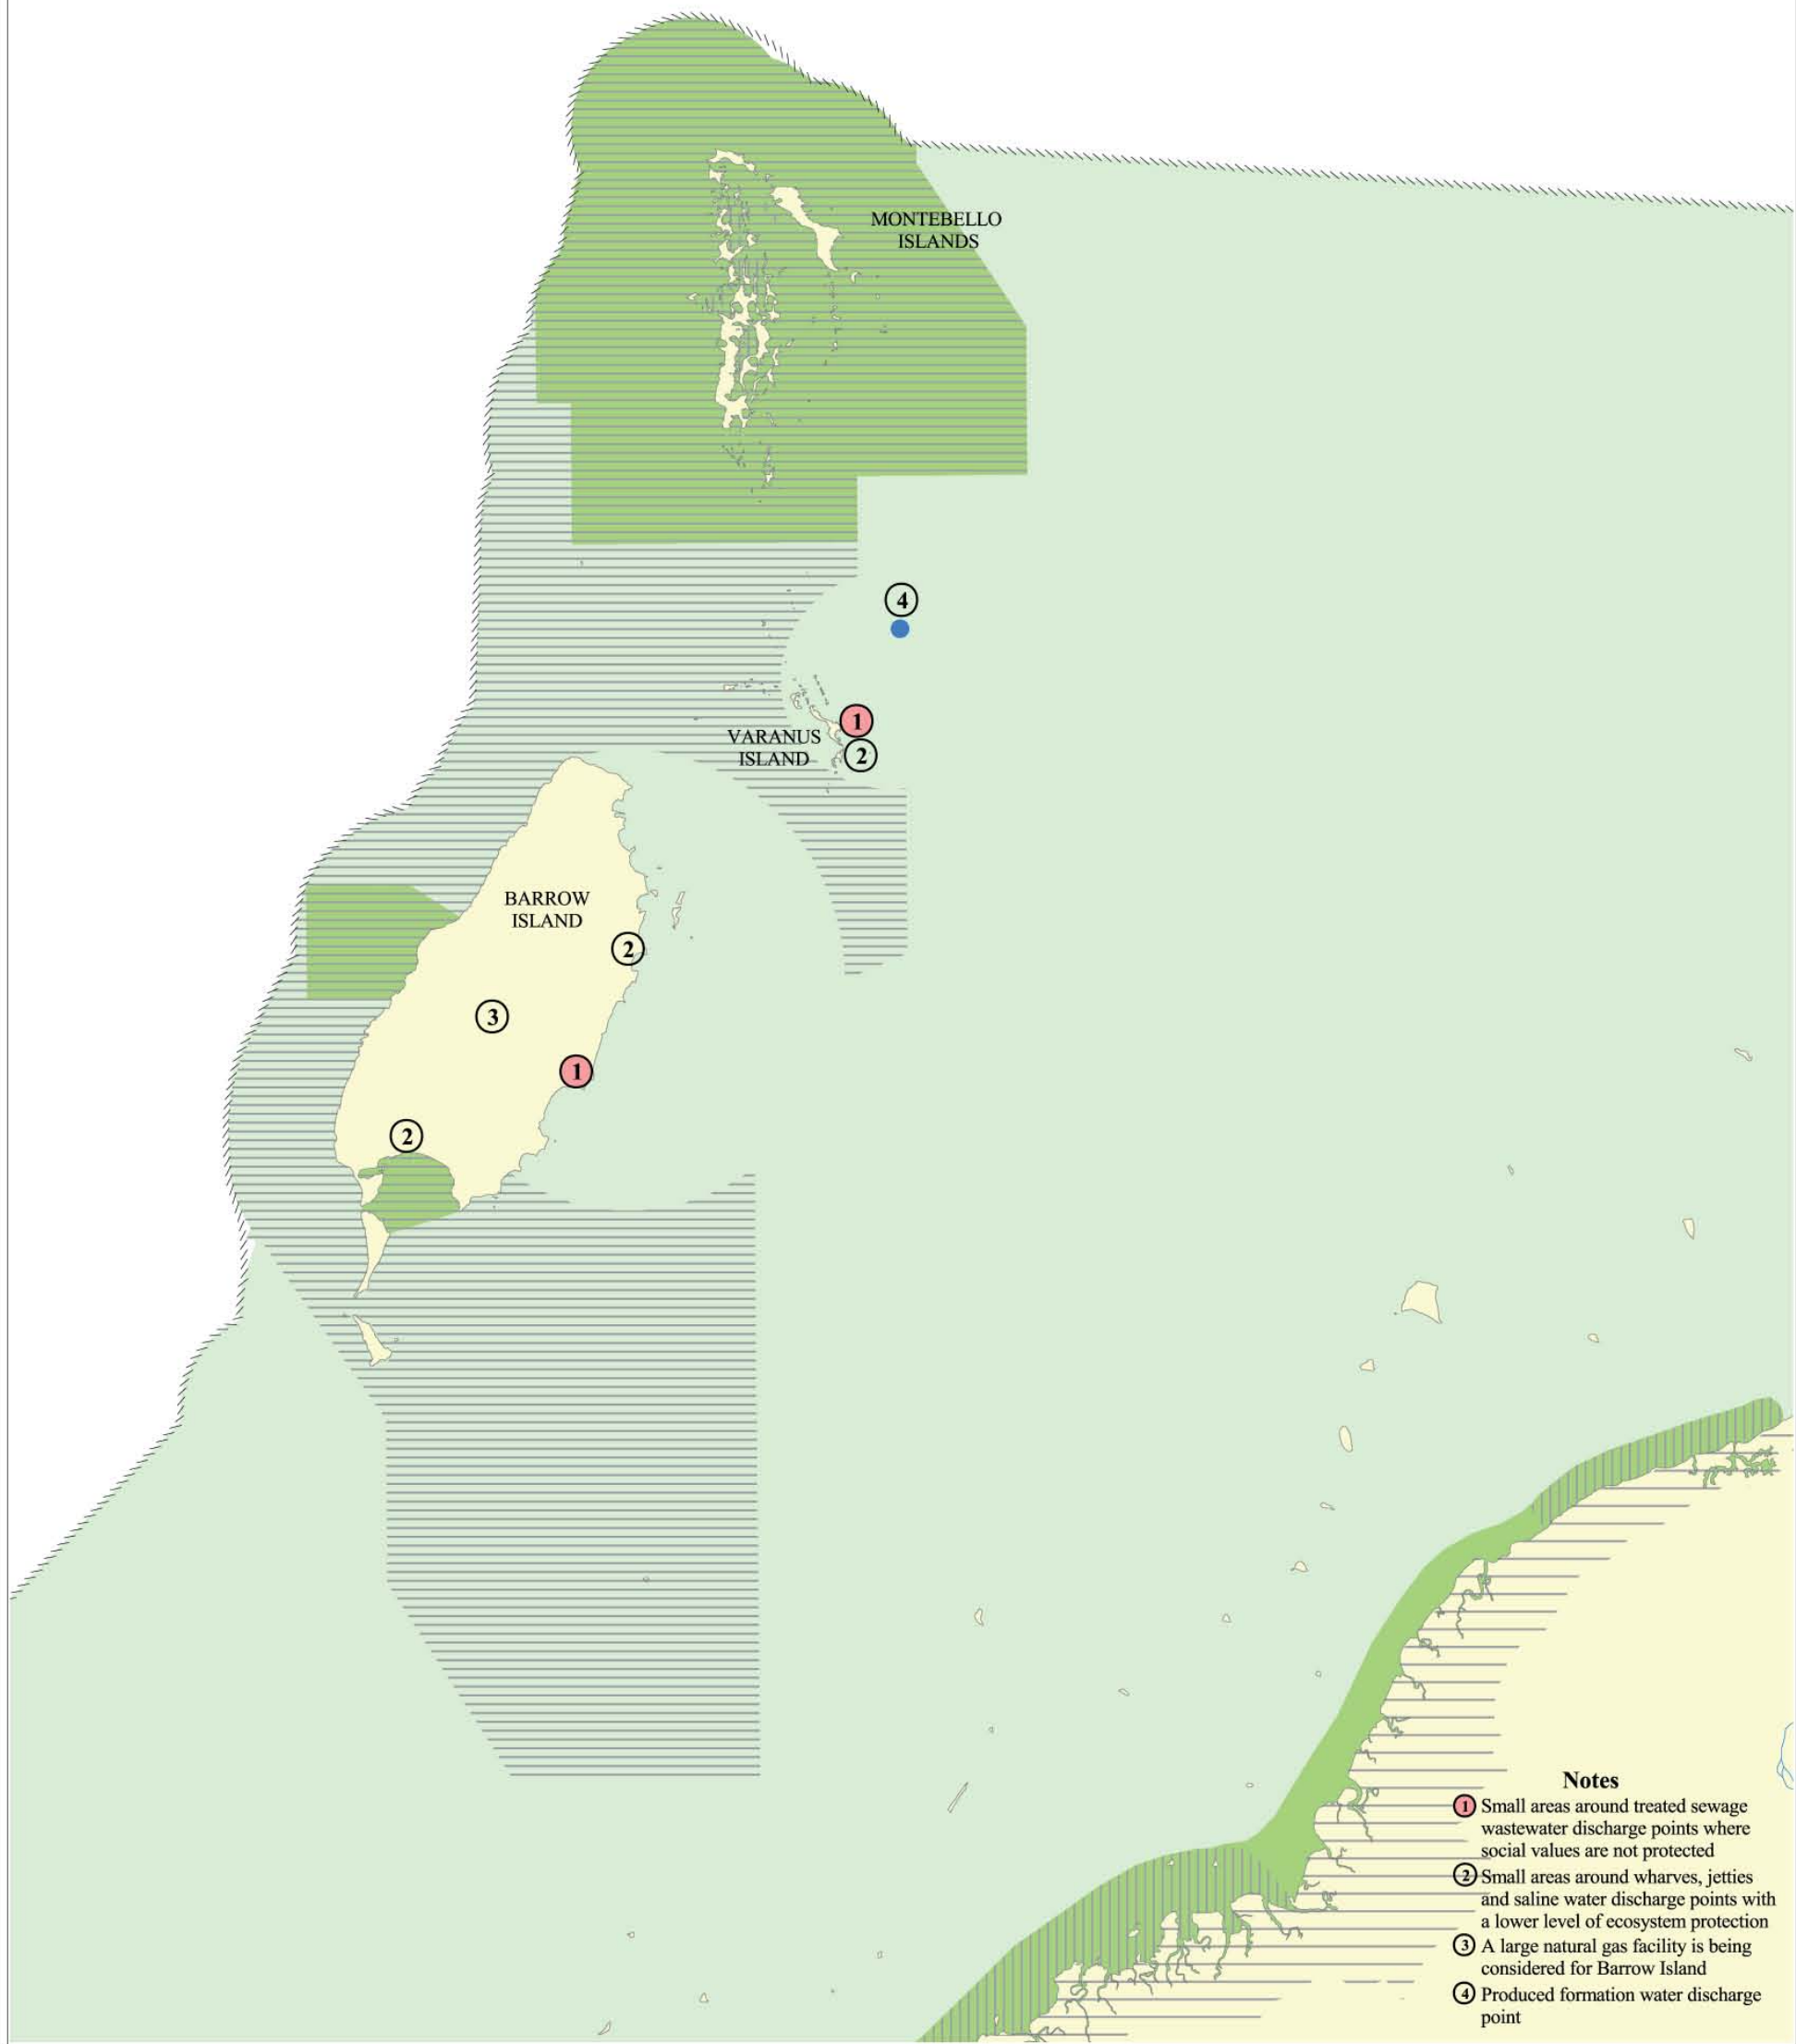 MONTEBELLO
ISLANDS
4
1
VARANUS
ISLAND
2
BARROW
ISLAND
2
3
1
2
Notes
1 Small areas around treated sewage
wastewater discharge points where
social values are not protected
2 Small areas around wharves, jetties
and saline water discharge points with
a lower level of ecosystem protection
3 A large natural gas facility is being
considered for Barrow Island
4 Produced formation water discharge
point